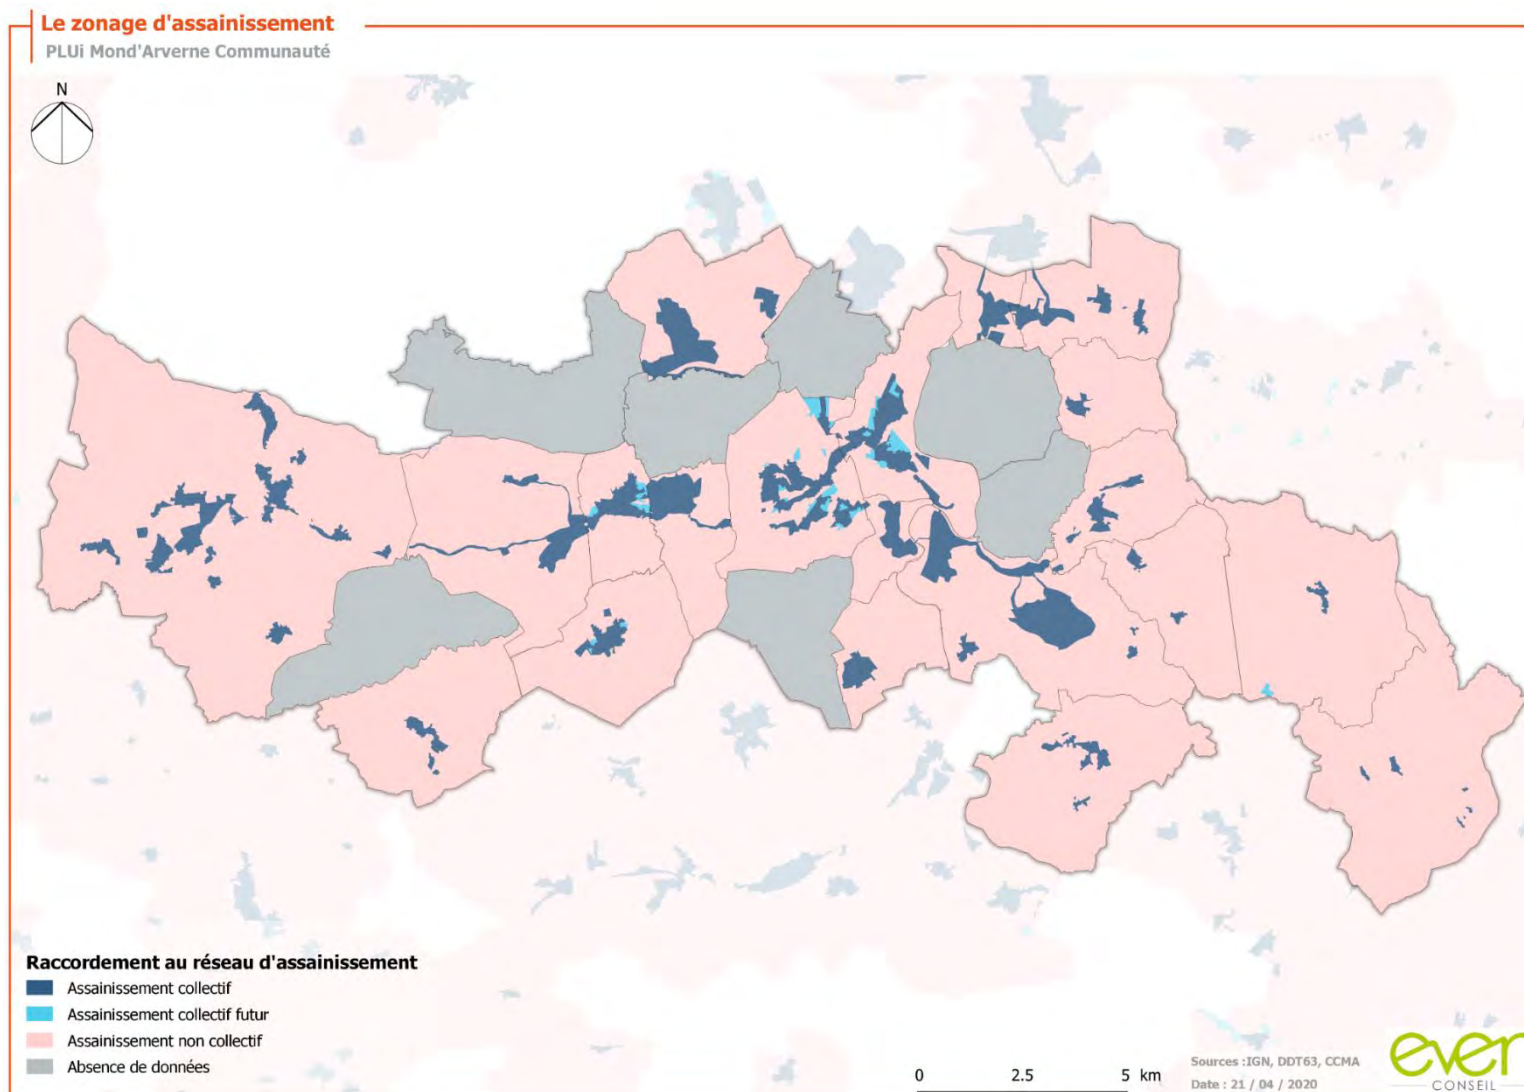 Le zonage d'assainissement
PLUi Mond'Arverne Communauté
N
Raccordement au réseau d'assainissement
Assainissement collectif
Assainissement collectif futur
Assainissement non collectif
Absence de données
0 2.5 5 km
Sources :IGN, DDT63, CCMA
Date : 21 / 04 / 2020
even
CONSEIL